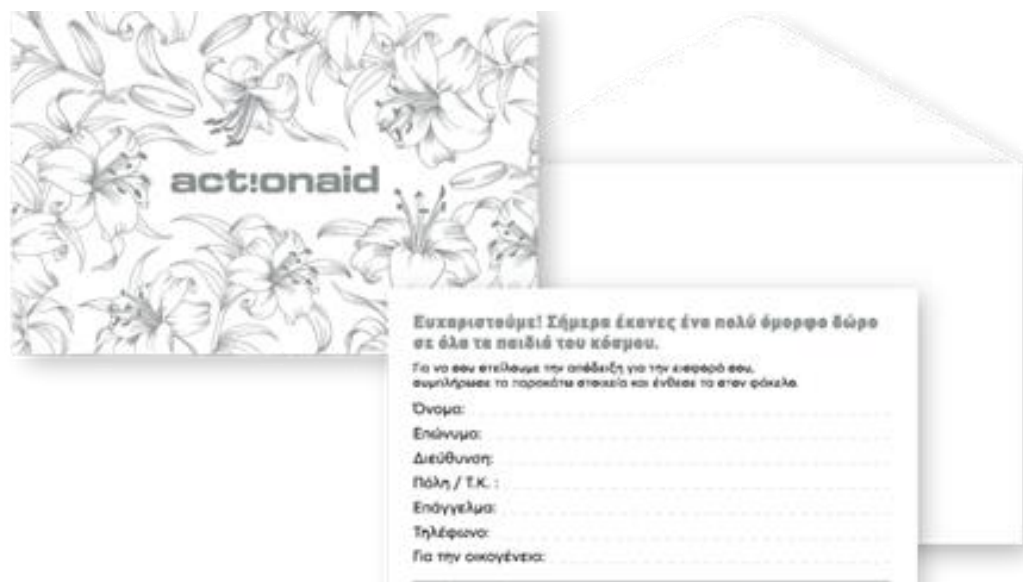 act!onaid
Ευχαριστούμε! Σήμερα έκανες ένα πολύ όμορφο δώρο
σε όλα τα παιδιά του κόσμου.
Για να σου στείλουμε την απόδειξη για την εισφορά σου,
συμπλήρωσε τα παρακάτω στοιχεία και ένθεσε τα στον φάκελο.
Όνομα:
Επώνυμο:
Διεύθυνση:
Πόλη / Τ.Κ. :
Επάγγελμα:
Τηλέφωνο:
Για την οικογένεια: